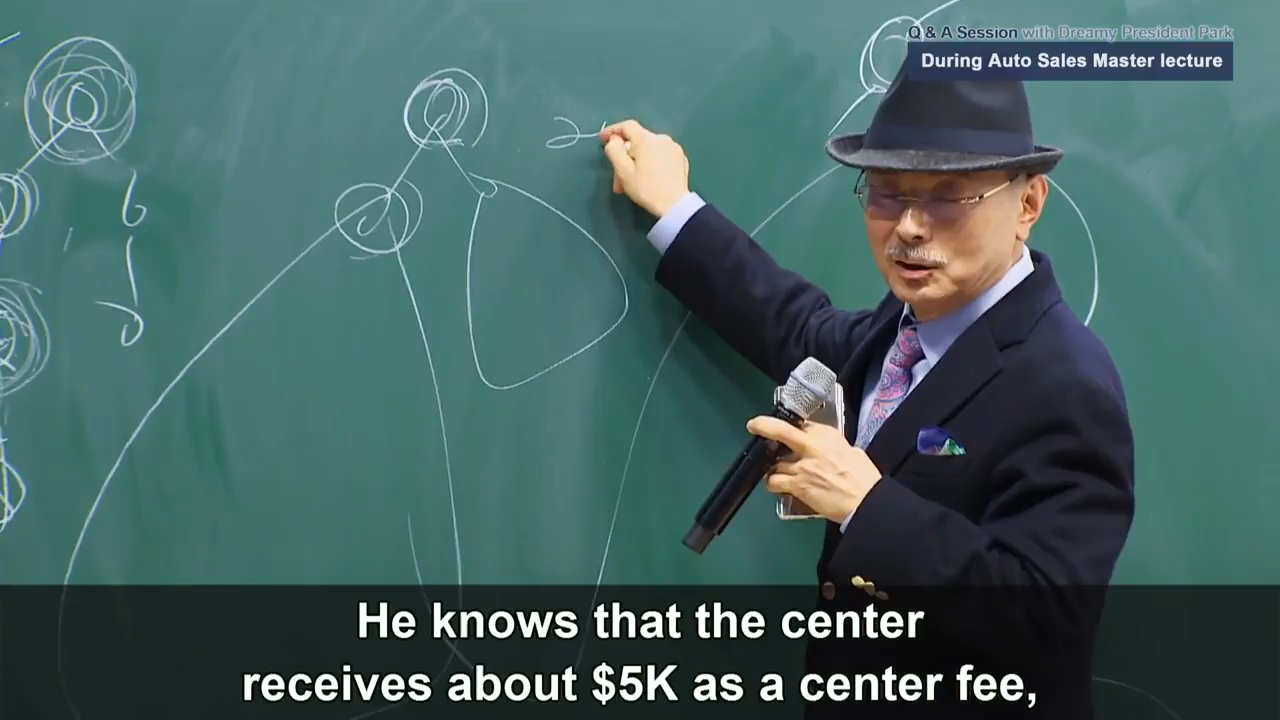 Q & A Session with Dreamy President Park
During Auto Sales Master lecture
He knows that the center
receives about $5K as a center fee,